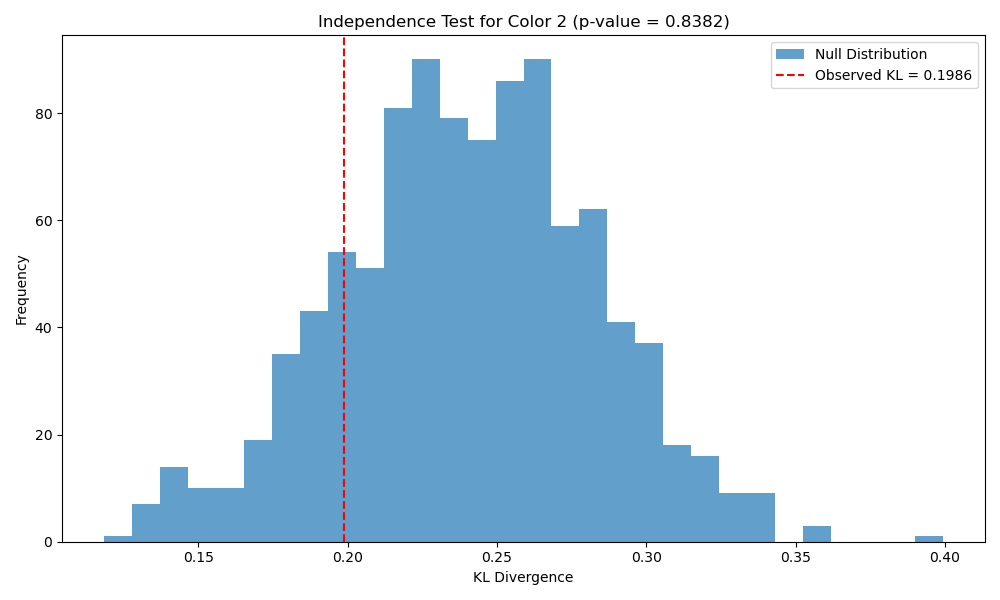 Independence Test for Color 2 (p-value = 0.8382)
Null Distribution
Observed KL = 0.1986
Frequency
80
60
40
20
0
0.15 0.20 0.25 0.30 0.35 0.40
KL Divergence